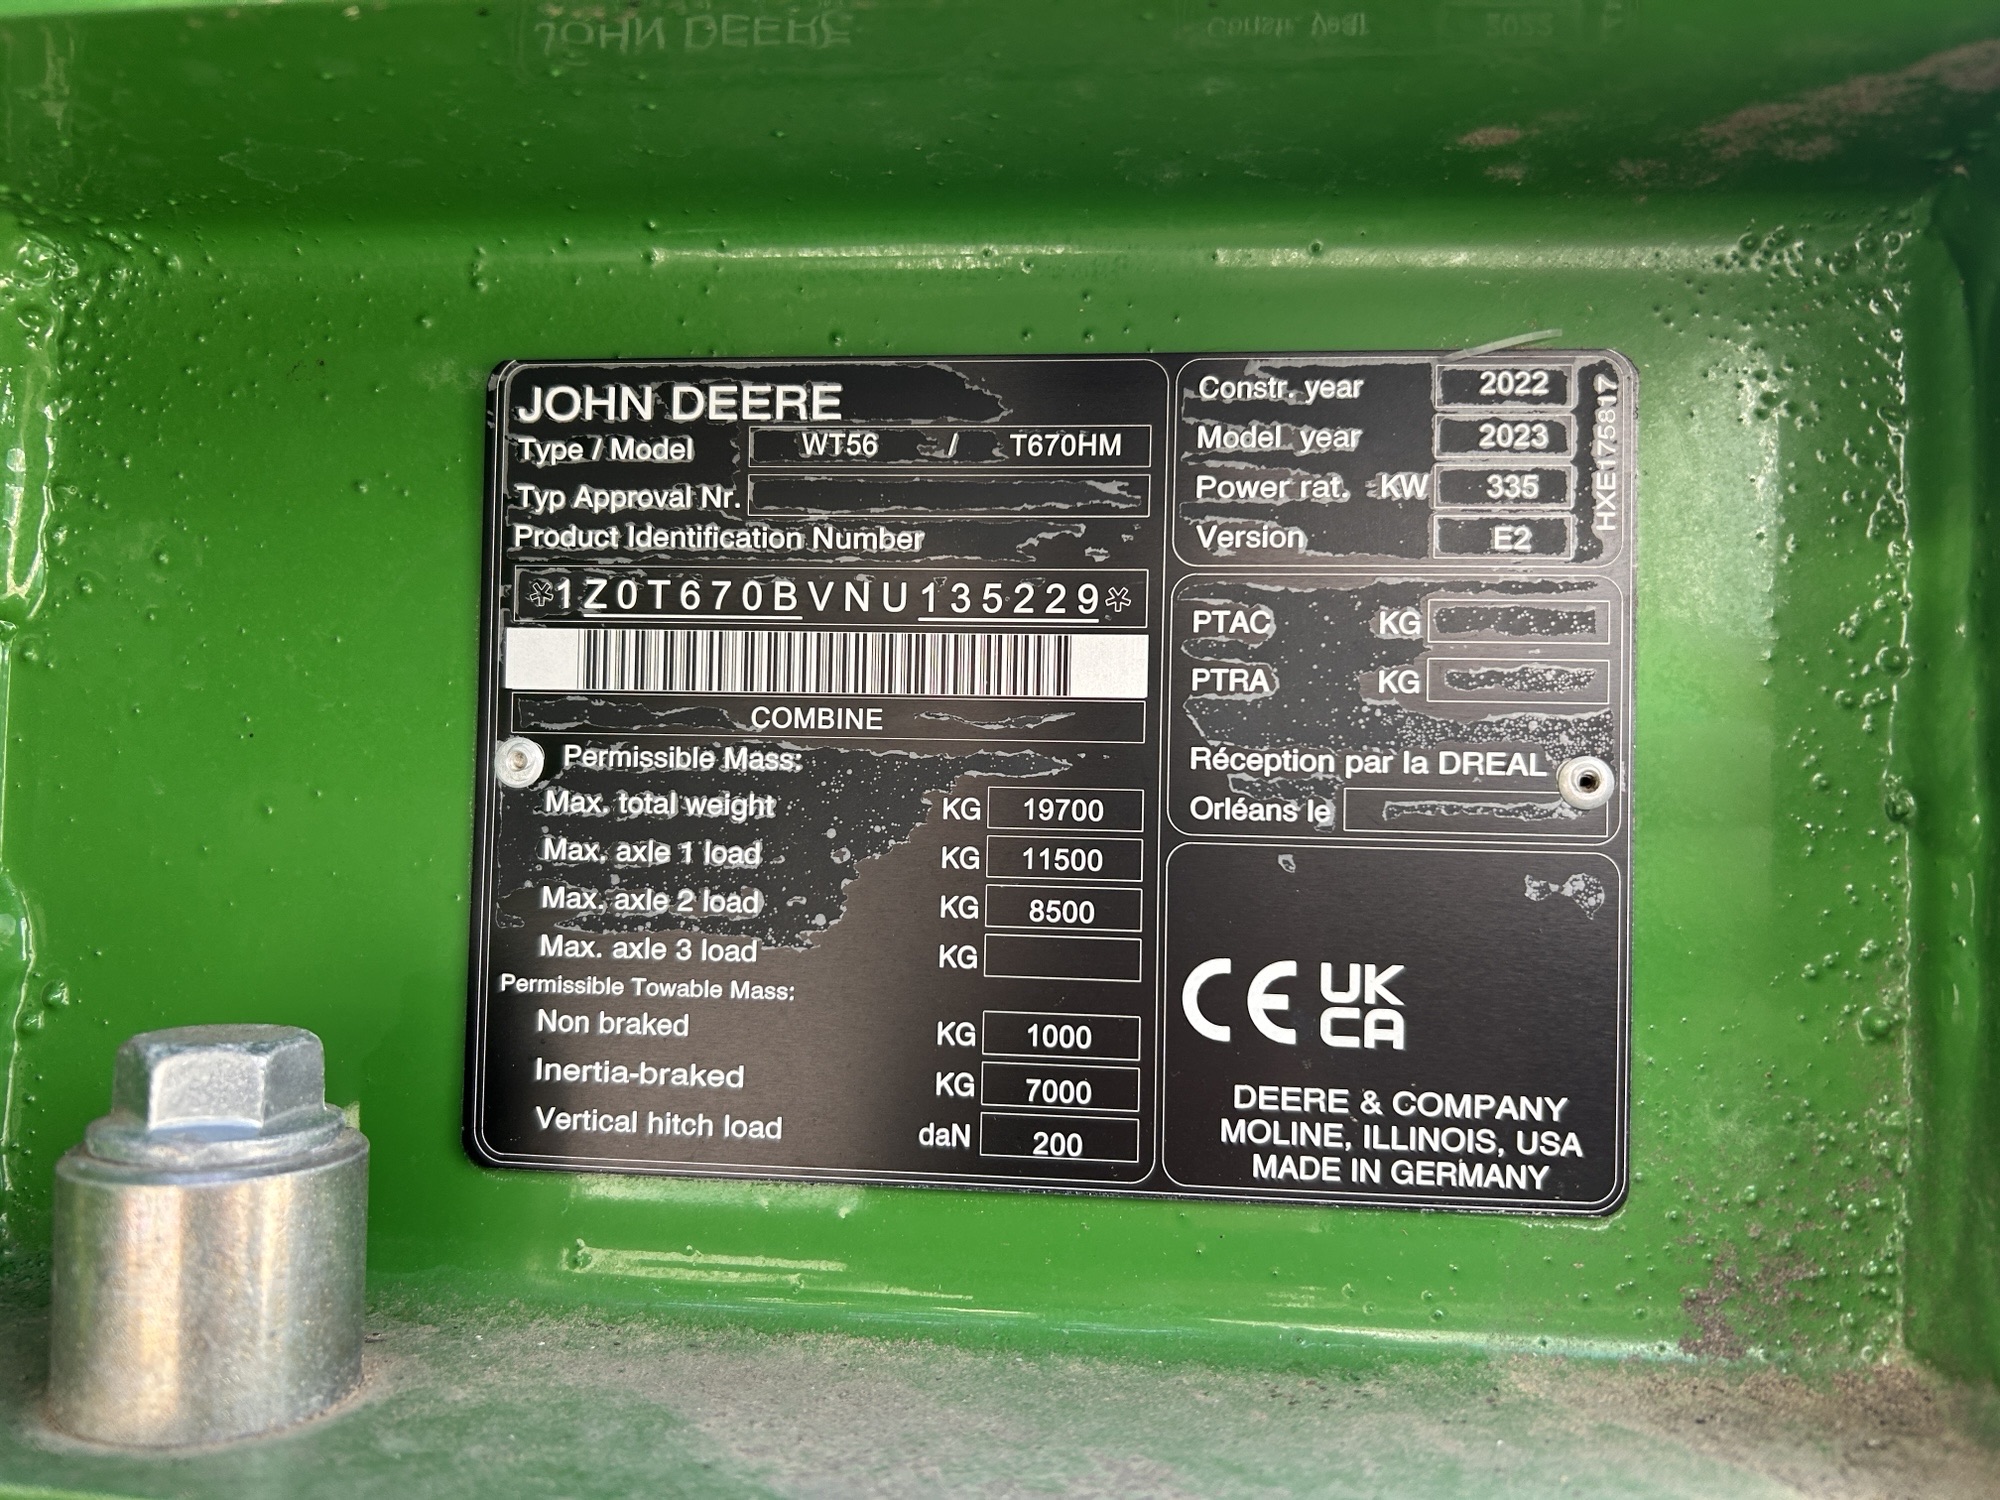 JOHN DEERE
Type / Model WT56 / T670HM
Typ Approval Nr.
Product Identification Number
*1Z0T670BVNU135229*
COMBINE
Permissible Mass:
Max. total weight KG 19700
Max. axle 1 load KG 11500
Max. axle 2 load KG 8500
Max. axle 3 load KG
Permissible Towable Mass:
Non braked KG 1000
Inertia-braked KG 7000
Vertical hitch load daN 200
Constr. year 2022
Model year 2023
Power rat. KW 335
Version E2
HXE175817
PTAC KG
PTRA KG
Réception par la DREAL
Orléans le
CE UK
CA
DEERE & COMPANY
MOLINE, ILLINOIS, USA
MADE IN GERMANY